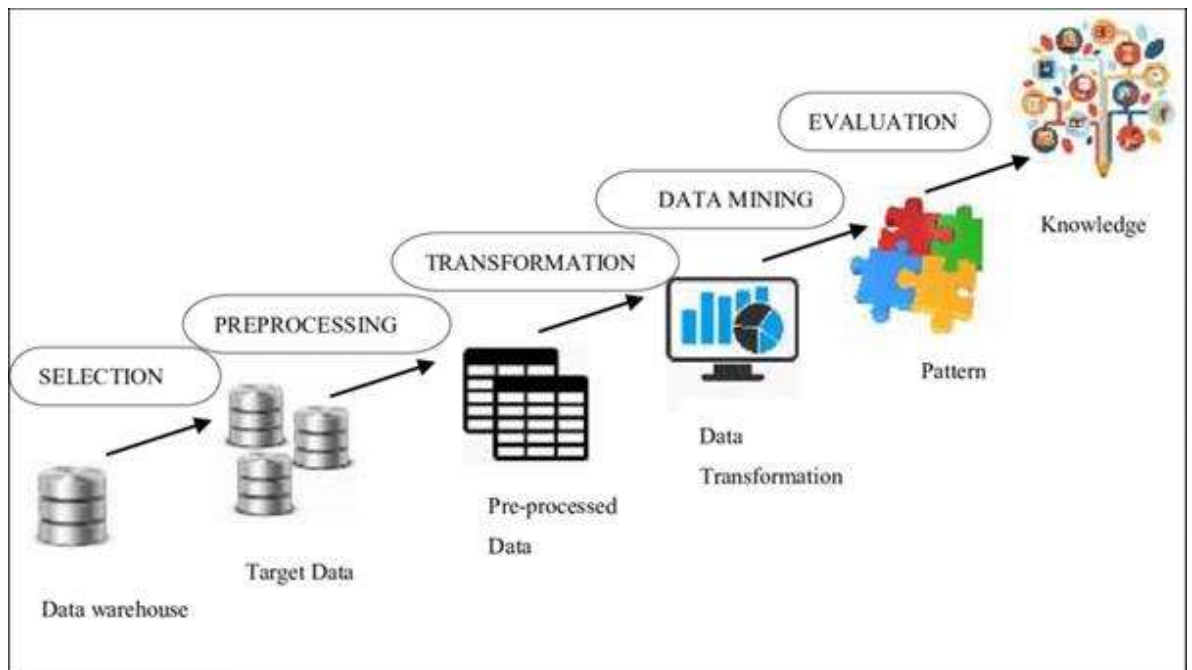 EVALUATION
DATA MINING
Knowledge
TRANSFORMATION
PREPROCESSING
Pattern
SELECTION
Data
Transformation
Pre-processed
Data
Target Data
Data warehouse